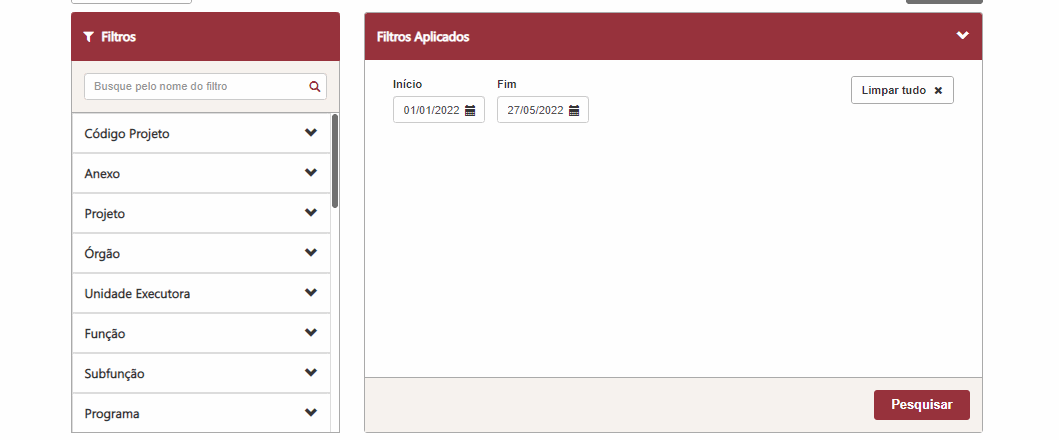 Filtros
Busque pelo nome do filtro
Código Projeto
Anexo
Projeto
Órgão
Unidade Executora
Função
Subfunção
Programa
Filtros Aplicados
Início
Fim
01/01/2022
27/05/2022
Limpar tudo ×
Pesquisar